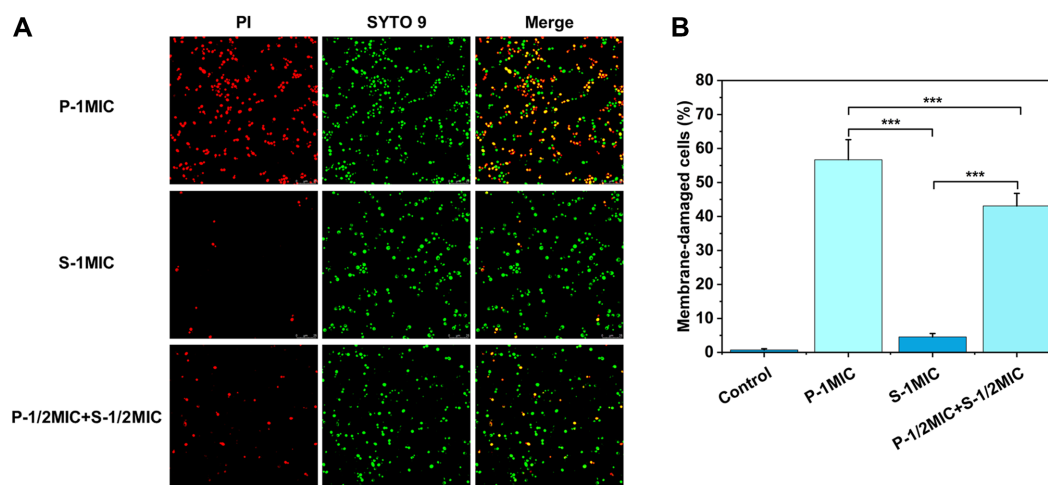 A
PI
SYTO 9
Merge
P-1MIC
S-1MIC
P-1/2MIC+S-1/2MIC
B
Membrane-damaged cells (%)
80
70
60
50
40
30
20
10
0
***
***
***
Control
P-1MIC
S-1MIC
P-1/2MIC+S-1/2MIC